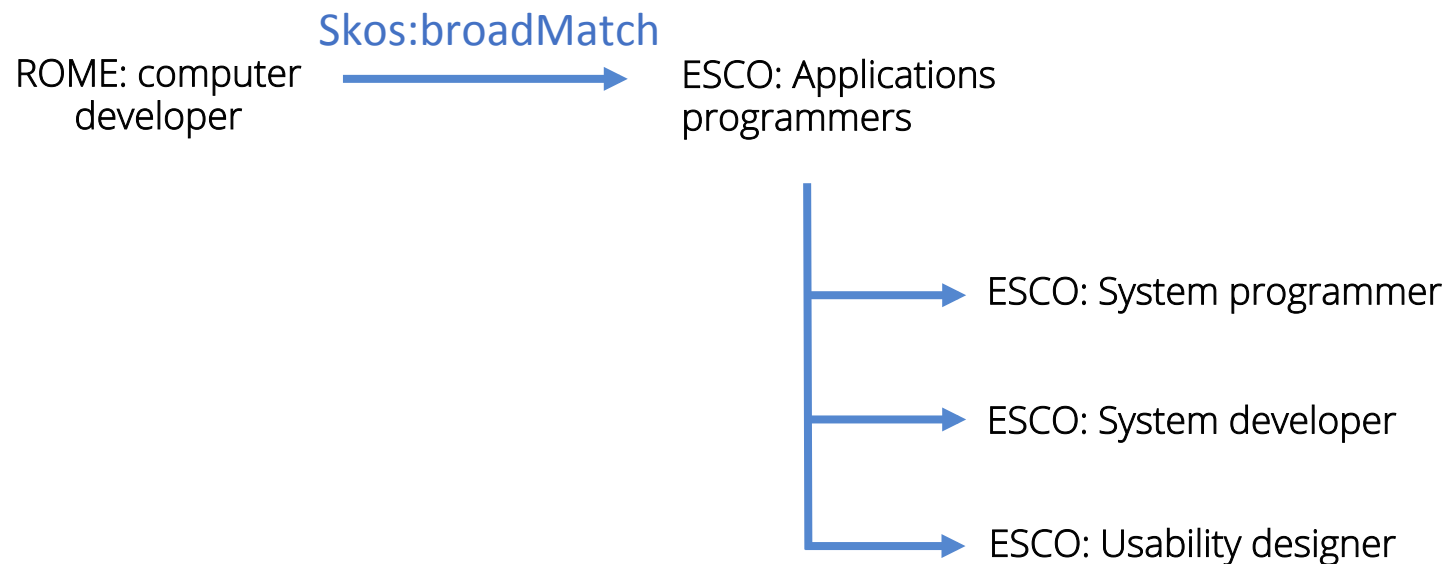 Skos:broadMatch
ROME: computer
developer
ESCO: Applications
programmers
ESCO: System programmer
ESCO: System developer
ESCO: Usability designer